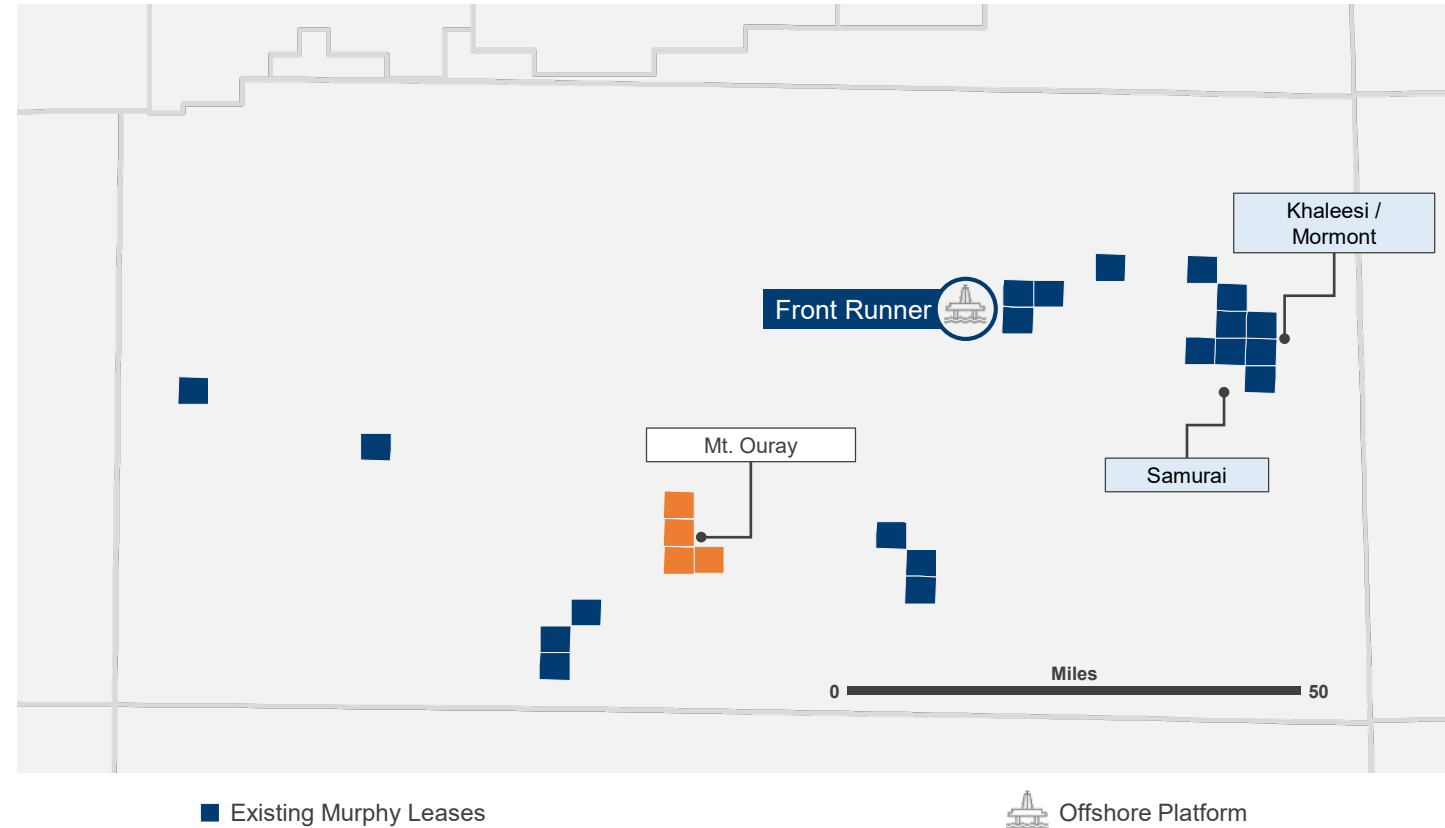 Khaleesi /
Mormont
Front Runner
Mt. Ouray
Samurai
Miles
0 50
Existing Murphy Leases
Offshore Platform